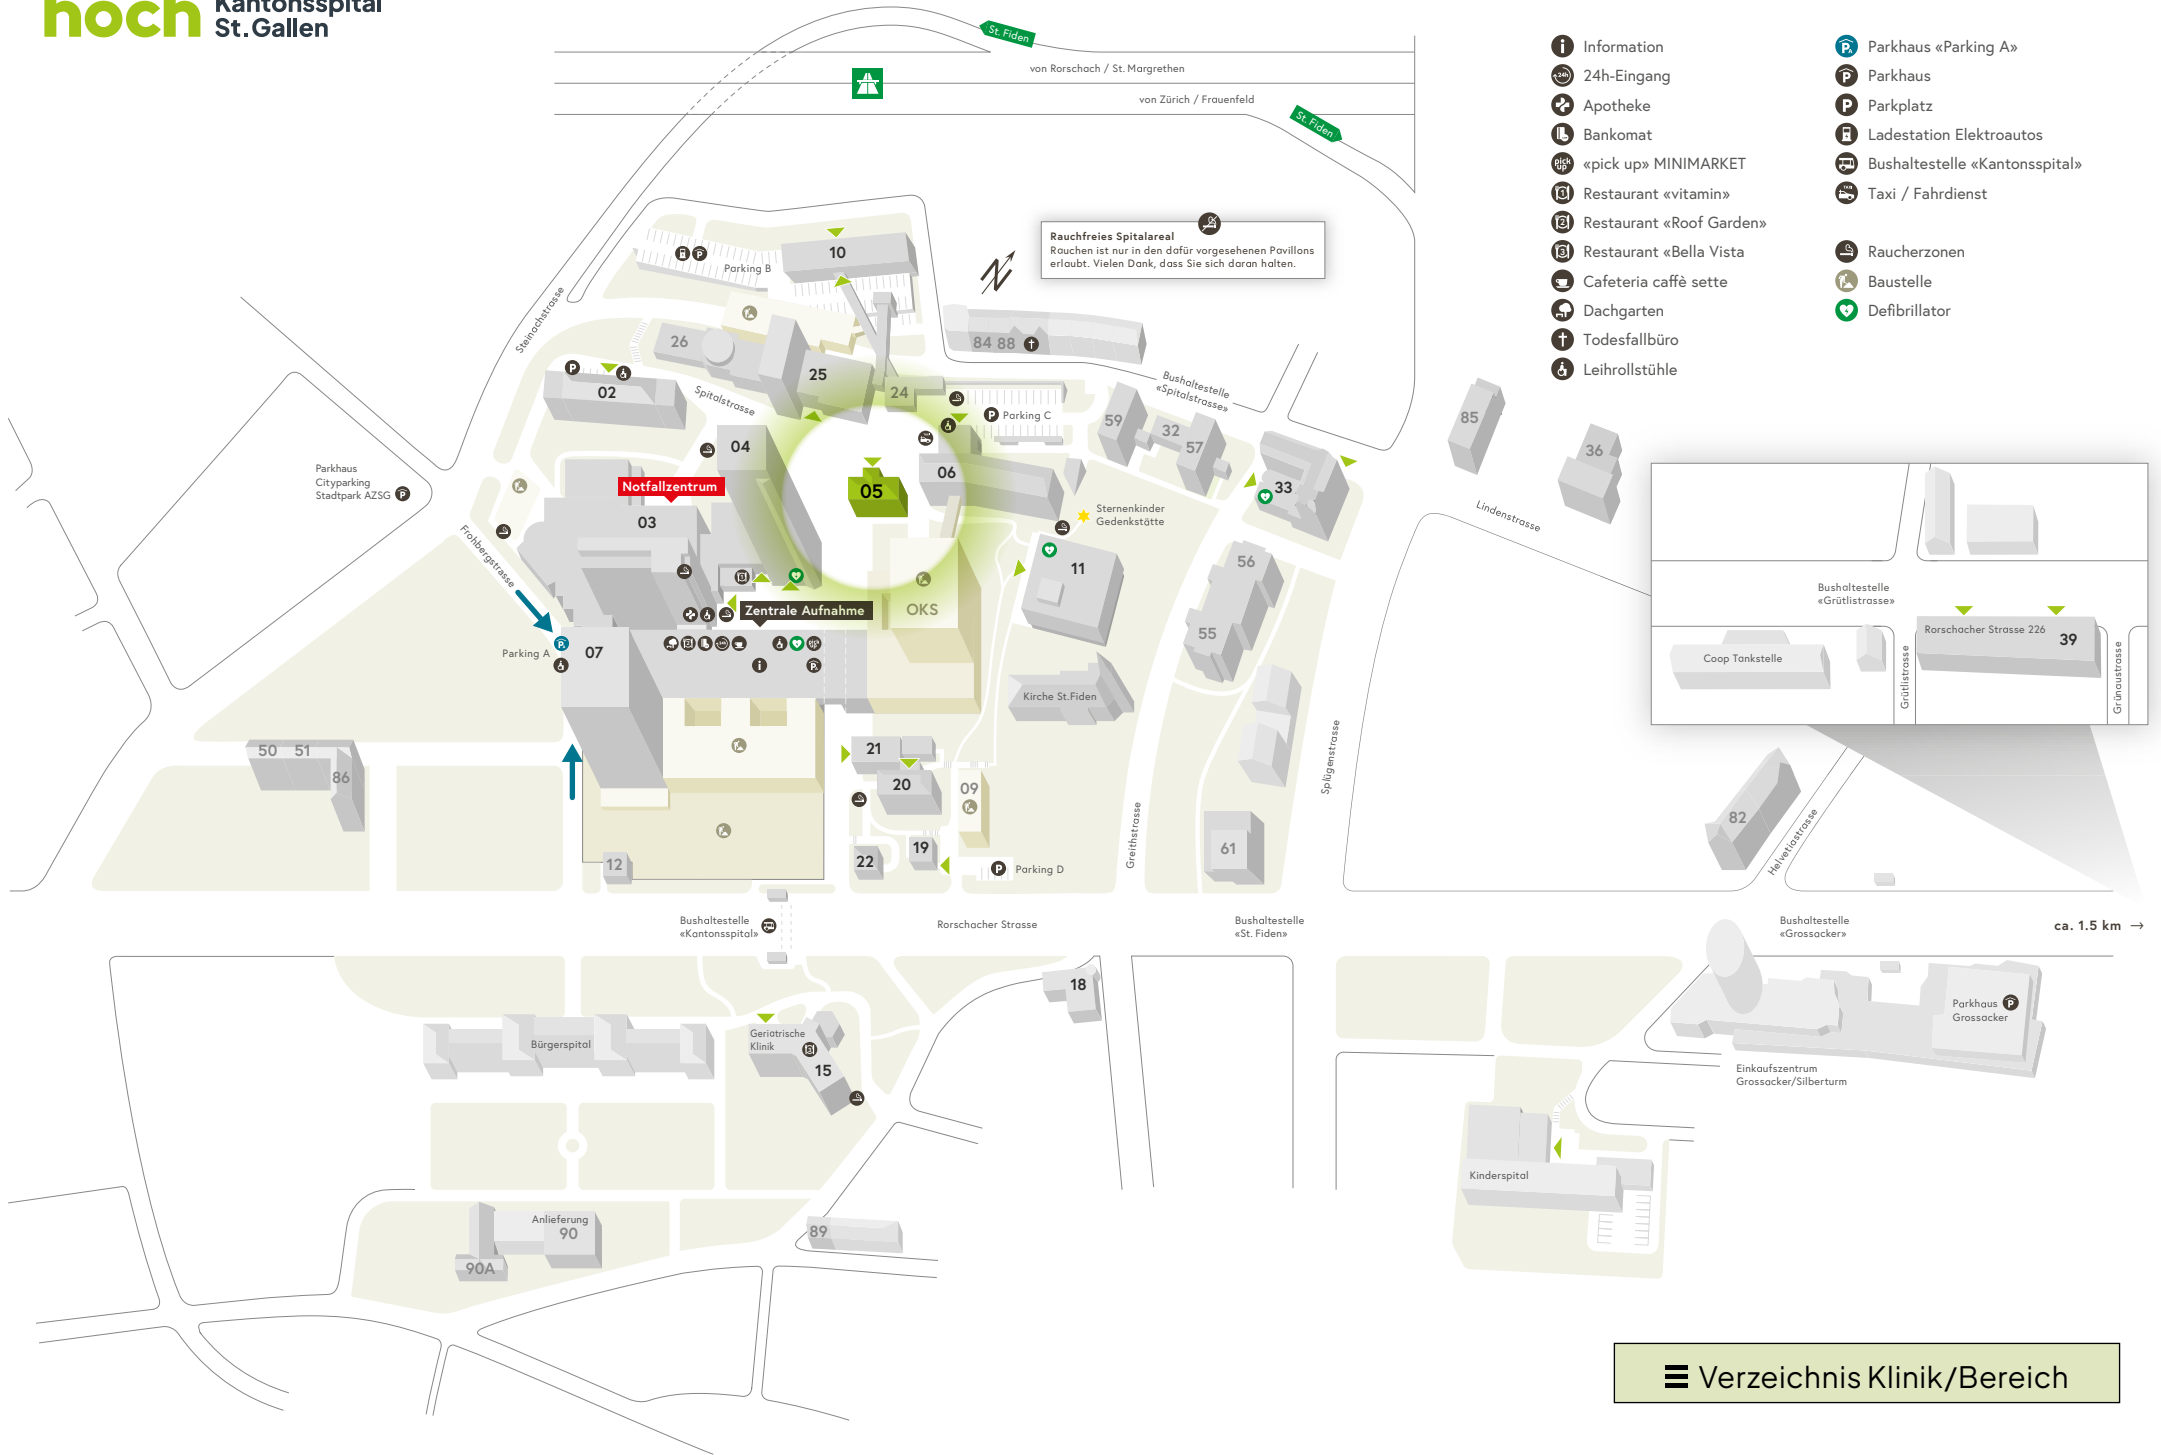 hoch Kantonsspital
St.Gallen
St. Fiden
von Rorschach / St. Margrethen
von Zürich / Frauenfeld
St. Fiden
Information
24h-Eingang
Apotheke
Bankomat
«pick up» MINIMARKET
Restaurant «vitamin»
Restaurant «Roof Garden»
Restaurant «Bella Vista
Cafeteria caffè sette
Dachgarten
Todesfallbüro
Leihrollstühle
Parkhaus «Parking A»
Parkhaus
Parkplatz
Ladestation Elektroautos
Bushaltestelle «Kantonsspital»
Taxi / Fahrdienst
Raucherzonen
Baustelle
Defibrillator
Rauchfreies Spitalareal
Rauchen ist nur in den dafür vorgesehenen Pavillons
erlaubt. Vielen Dank, dass Sie sich daran halten.
N
10
Parking B
Steinachstrasse
26
84 88
25
24
02
Spitalstrasse
Bushaltestelle
«Spitalstrasse»
Parking C
59
32
57
85
36
04
06
05
33
Parkhaus
Cityparking
Stadtpark AZSG
Notfallzentrum
03
Sternenkinder
Gedenkstätte
Lindenstrasse
Frohbergstrasse
11
56
55
OKS
Zentrale Aufnahme
Parking A
07
Kirche St.Fiden
Bushaltestelle
«Grütlistrasse»
Rorschacher Strasse 226
39
Coop Tankstelle
Grütlistrasse
Grünaustrasse
50 51
86
21
20
09
Splügenstrasse
Greithstrasse
82
Helvetiastrasse
12
22
19
Parking D
61
Bushaltestelle
«Kantonsspital»
Rorschacher Strasse
Bushaltestelle
«St. Fiden»
Bushaltestelle
«Grossacker»
ca. 1.5 km →
18
Parkhaus
Grossacker
Bürgerspital
Geriatrische
Klinik
15
Einkaufszentrum
Grossacker/Silberturm
Kinderspital
Anlieferung
90
90A
89
Verzeichnis Klinik/Bereich